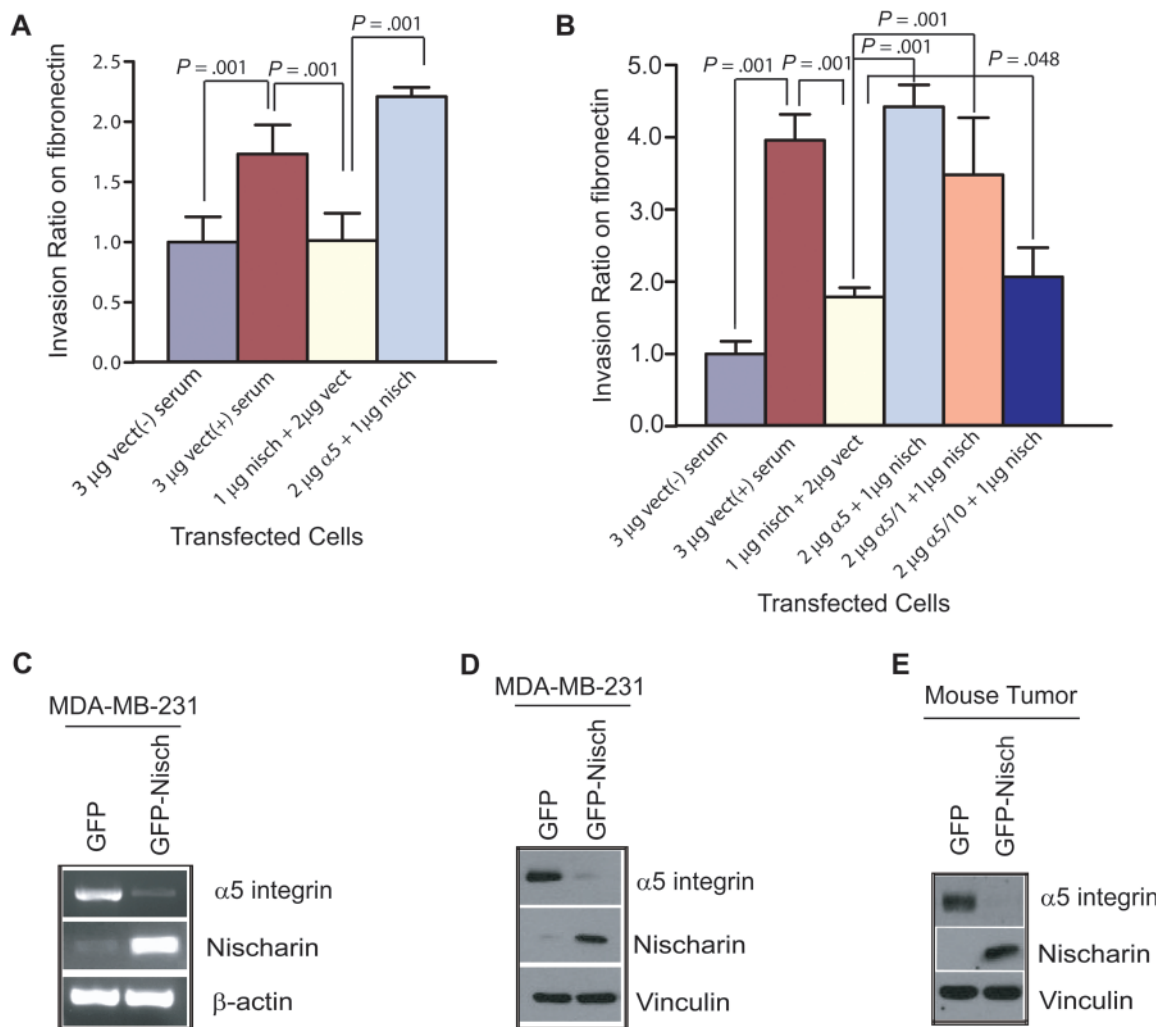 A
P = .001
P = .001
P = .001
Invasion Ratio on fibronectin
2.5
2.0
1.5
1.0
0.5
0.0
3 µg vect(-) serum
3 µg vect(+) serum
1 µg nisch + 2µg vect
2 µg α5 + 1µg nisch
Transfected Cells
B
P = .001
P = .001
P = .001
P = .001
P = .048
Invasion Ratio on fibronectin
5.0
4.0
3.0
2.0
1.0
0.0
3 µg vect(-) serum
3 µg vect(+) serum
1 µg nisch + 2µg vect
2 µg α5 + 1µg nisch
2 µg α5/1 +1µg nisch
2 µg α5/10 + 1µg nisch
Transfected Cells
C
MDA-MB-231
GFP
GFP-Nisch
α5 integrin
Nischarin
β-actin
D
MDA-MB-231
GFP
GFP-Nisch
α5 integrin
Nischarin
Vinculin
E
Mouse Tumor
GFP
GFP-Nisch
α5 integrin
Nischarin
Vinculin